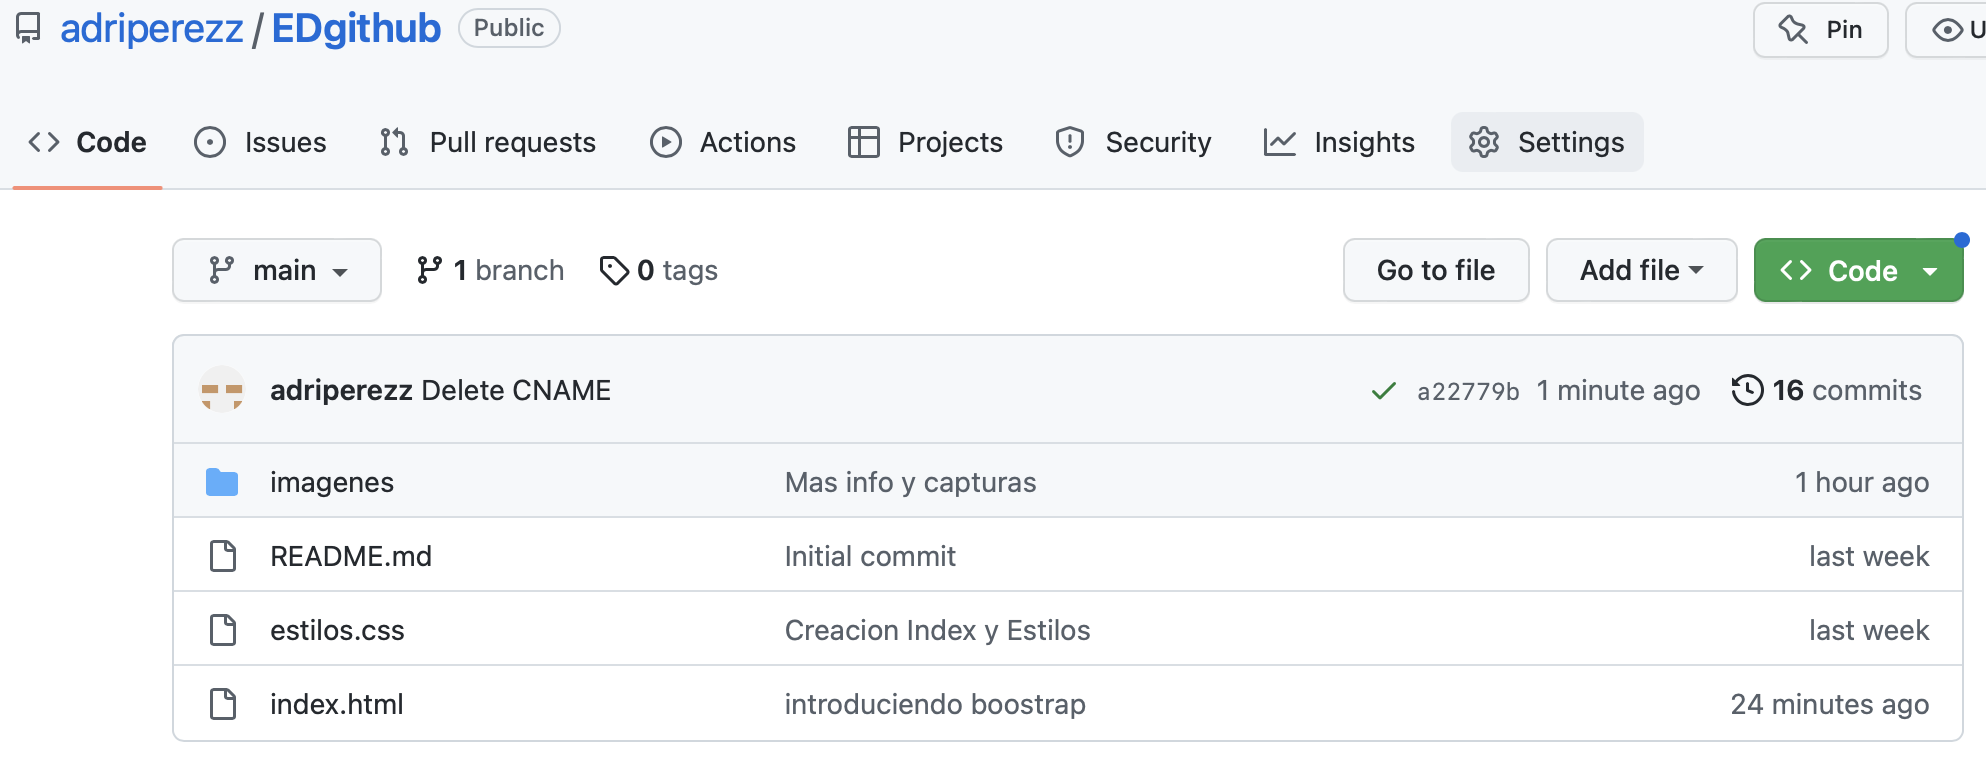 adriperezz / EDgithub Public Pin
Code Issues Pull requests Actions Projects Security Insights Settings
main 1 branch 0 tags Go to file Add file Code
adriperezz Delete CNAME a22779b 1 minute ago 16 commits
imagenes Mas info y capturas 1 hour ago
README.md Initial commit last week
estilos.css Creacion Index y Estilos last week
index.html introduciendo boostrap 24 minutes ago